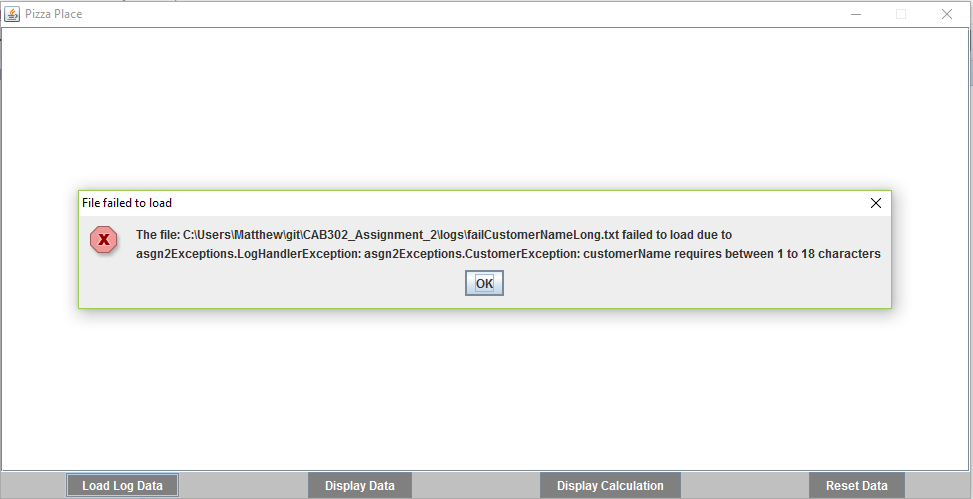 Pizza Place
File failed to load
The file: C:\Users\Matthew\git\CAB302_Assignment_2\logs\failCustomerNameLong.txt failed to load due to
asgn2Exceptions.LogHandlerException: asgn2Exceptions.CustomerException: customerName requires between 1 to 18 characters
OK
Load Log Data
Display Data
Display Calculation
Reset Data